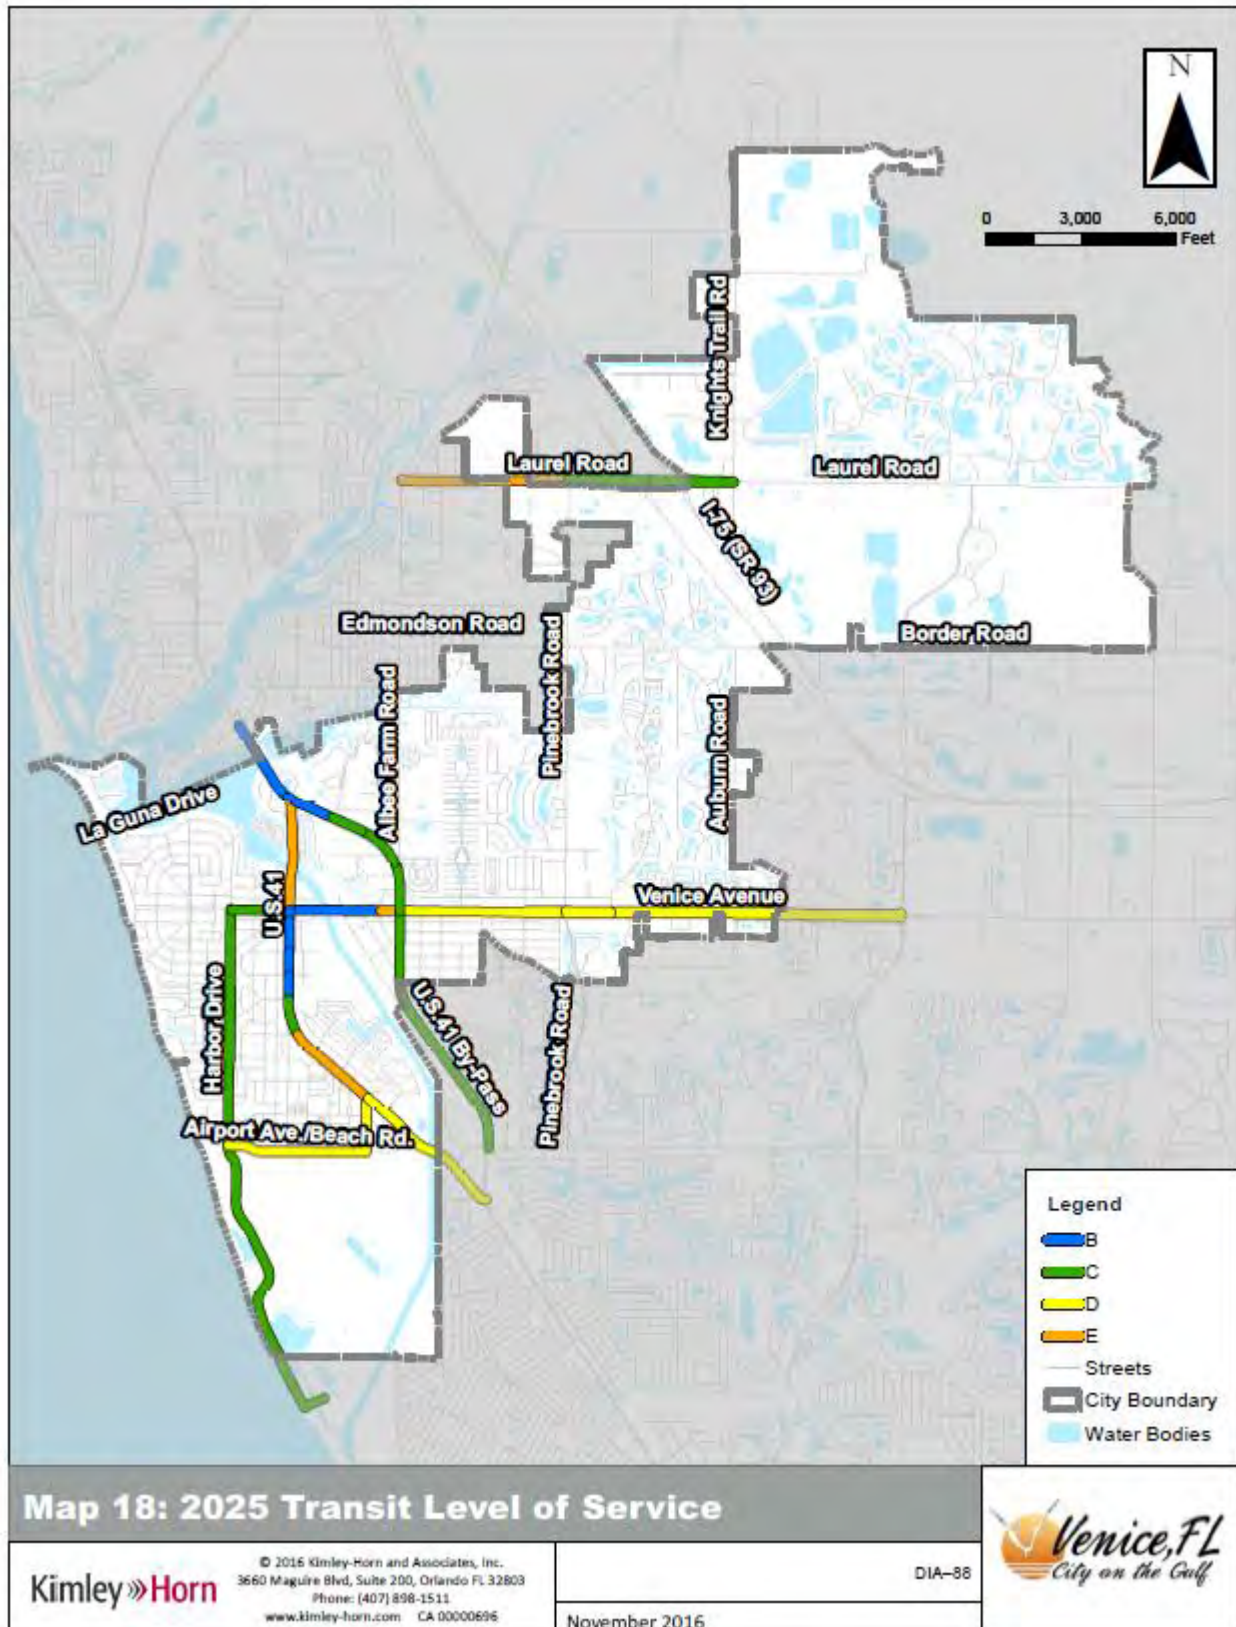 N
0 3,000 6,000
Feet
Knights Trail Rd
Laurel Road
Laurel Road
I-75 (SR 93)
Edmondson Road
Pinebrook Road
Border Road
Albee Farm Road
Auburn Road
La Guna Drive
U.S.41
Venice Avenue
Harbor Drive
U.S.41 By-Pass
Pinebrook Road
Airport Ave./Beach Rd.
Legend
B
C
D
E
Streets
City Boundary
Water Bodies
Map 18: 2025 Transit Level of Service
Venice, FL
City on the Gulf
Kimley»Horn
© 2016 Kimley-Horn and Associates, Inc.
3660 Maguire Blvd, Suite 200, Orlando FL 32803
Phone: (407) 898-1511
www.kimley-horn.com CA 00000696
DIA–88
November 2016